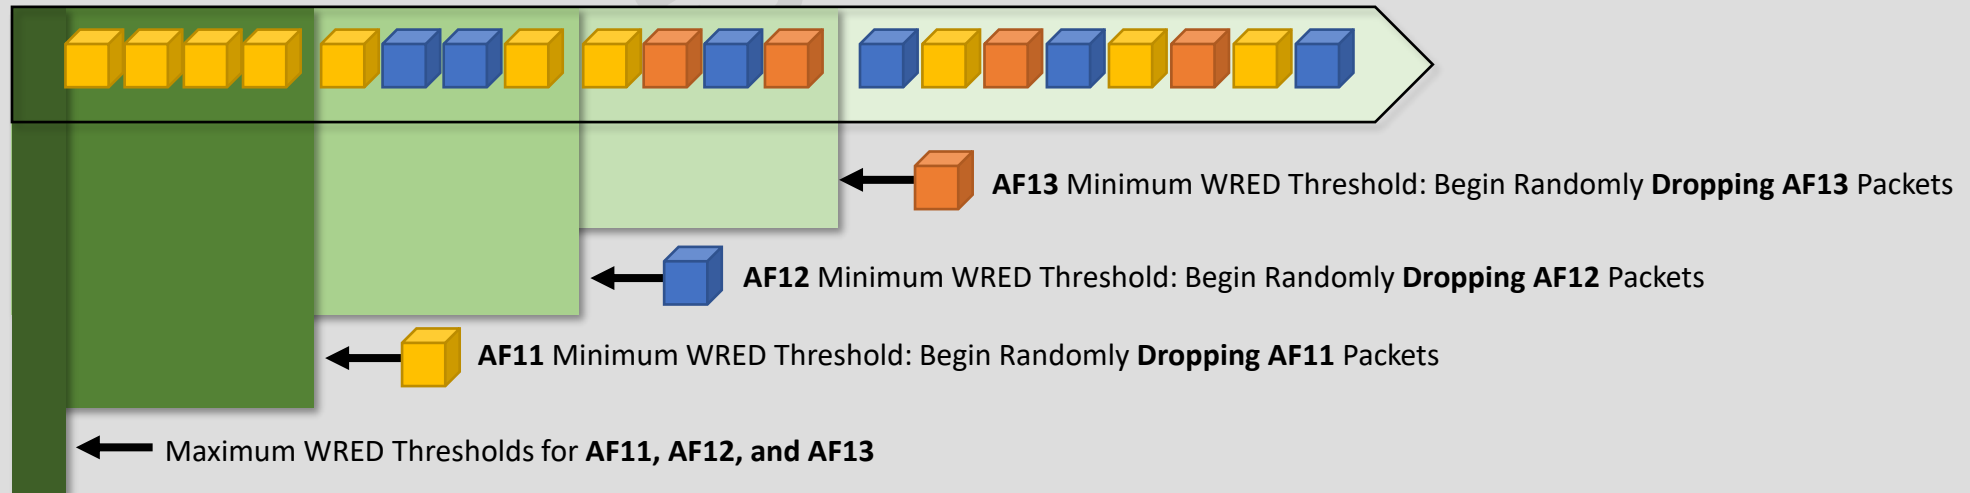 AF13 Minimum WRED Threshold: Begin Randomly Dropping AF13 Packets
AF12 Minimum WRED Threshold: Begin Randomly Dropping AF12 Packets
AF11 Minimum WRED Threshold: Begin Randomly Dropping AF11 Packets
Maximum WRED Thresholds for AF11, AF12, and AF13